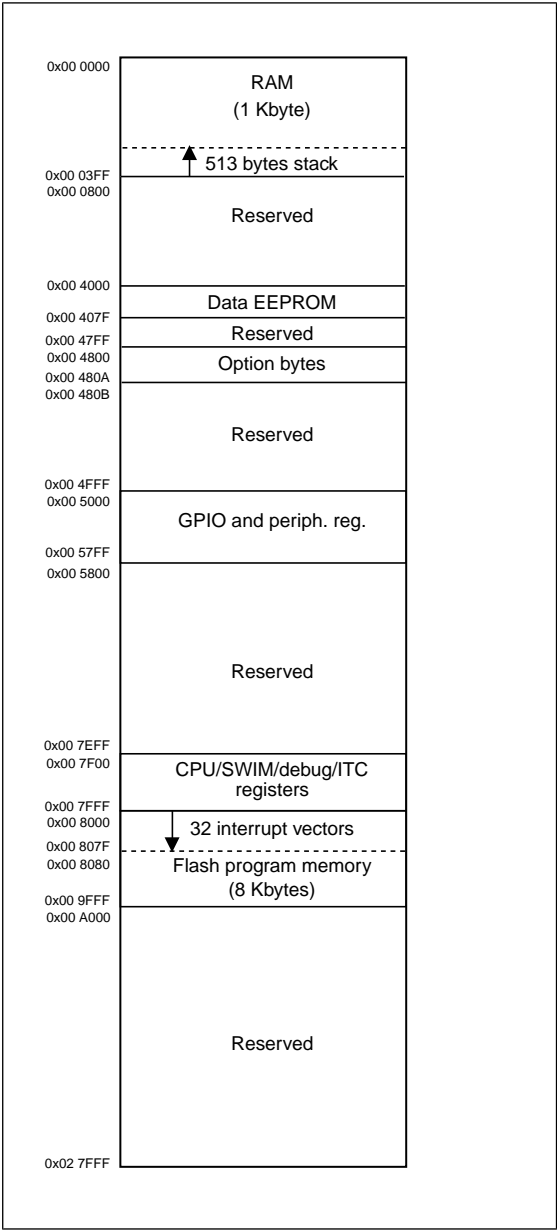 0x00 0000
RAM
(1 Kbyte)
513 bytes stack
0x00 03FF
0x00 0800
Reserved
0x00 4000
Data EEPROM
0x00 407F
Reserved
0x00 47FF
0x00 4800
Option bytes
0x00 480A
0x00 480B
Reserved
0x00 4FFF
0x00 5000
GPIO and periph. reg.
0x00 57FF
0x00 5800
Reserved
0x00 7EFF
0x00 7F00
CPU/SWIM/debug/ITC
registers
0x00 7FFF
0x00 8000
32 interrupt vectors
0x00 807F
0x00 8080
Flash program memory
(8 Kbytes)
0x00 9FFF
0x00 A000
Reserved
0x02 7FFF